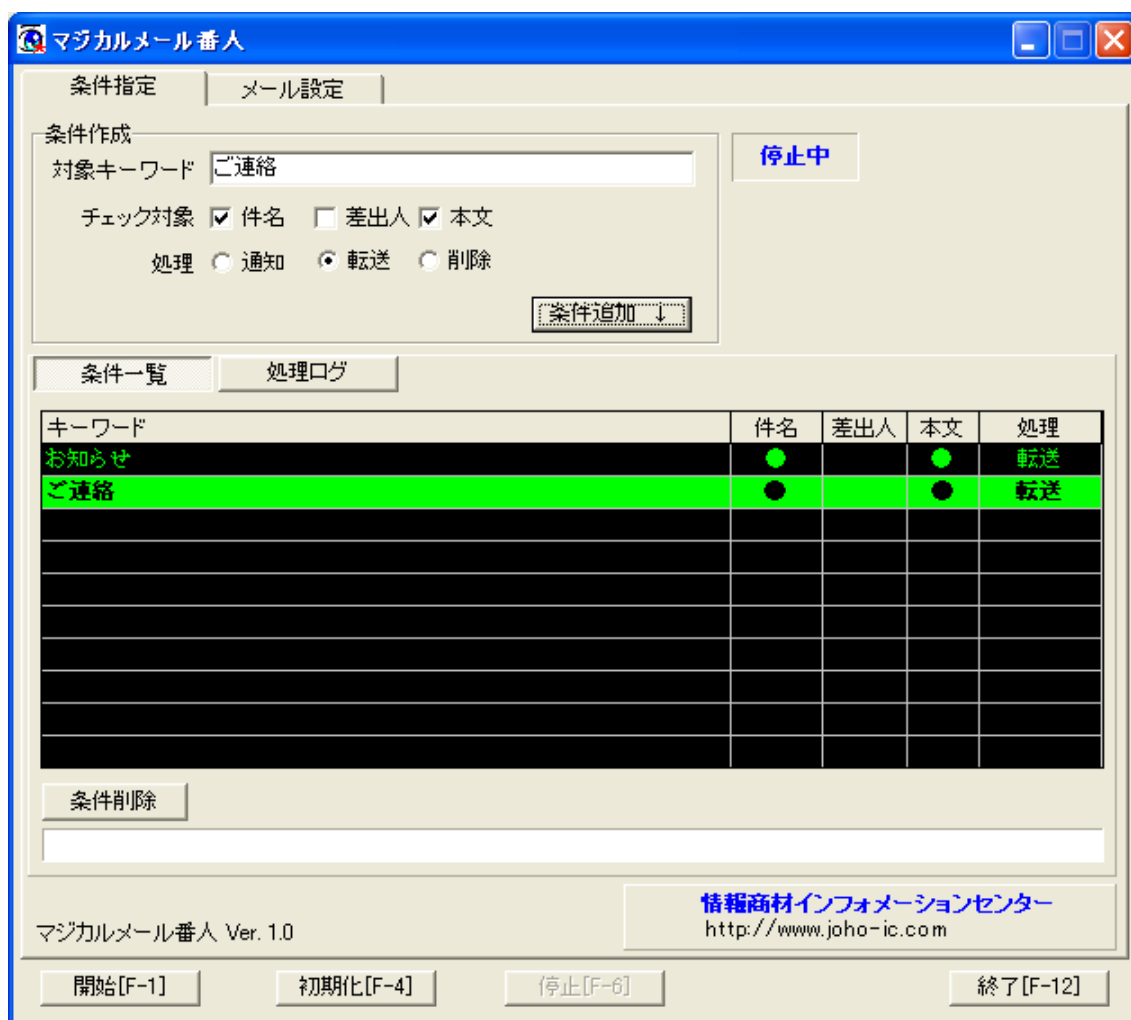 マジカルメール番人
条件指定 メール設定
条件作成
対象キーワード ご連絡
停止中
チェック対象 件名 差出人 本文
処理 通知 転送 削除
条件追加 ↓
条件一覧 処理ログ
キーワード 件名 差出人 本文 処理
お知らせ ● ● 転送
ご連絡 ● ● 転送
条件削除
情報商材インフォメーションセンター
マジカルメール番人 Ver. 1.0 http://www.joho-ic.com
開始[F-1] 初期化[F-4] 停止[F-6] 終了[F-12]